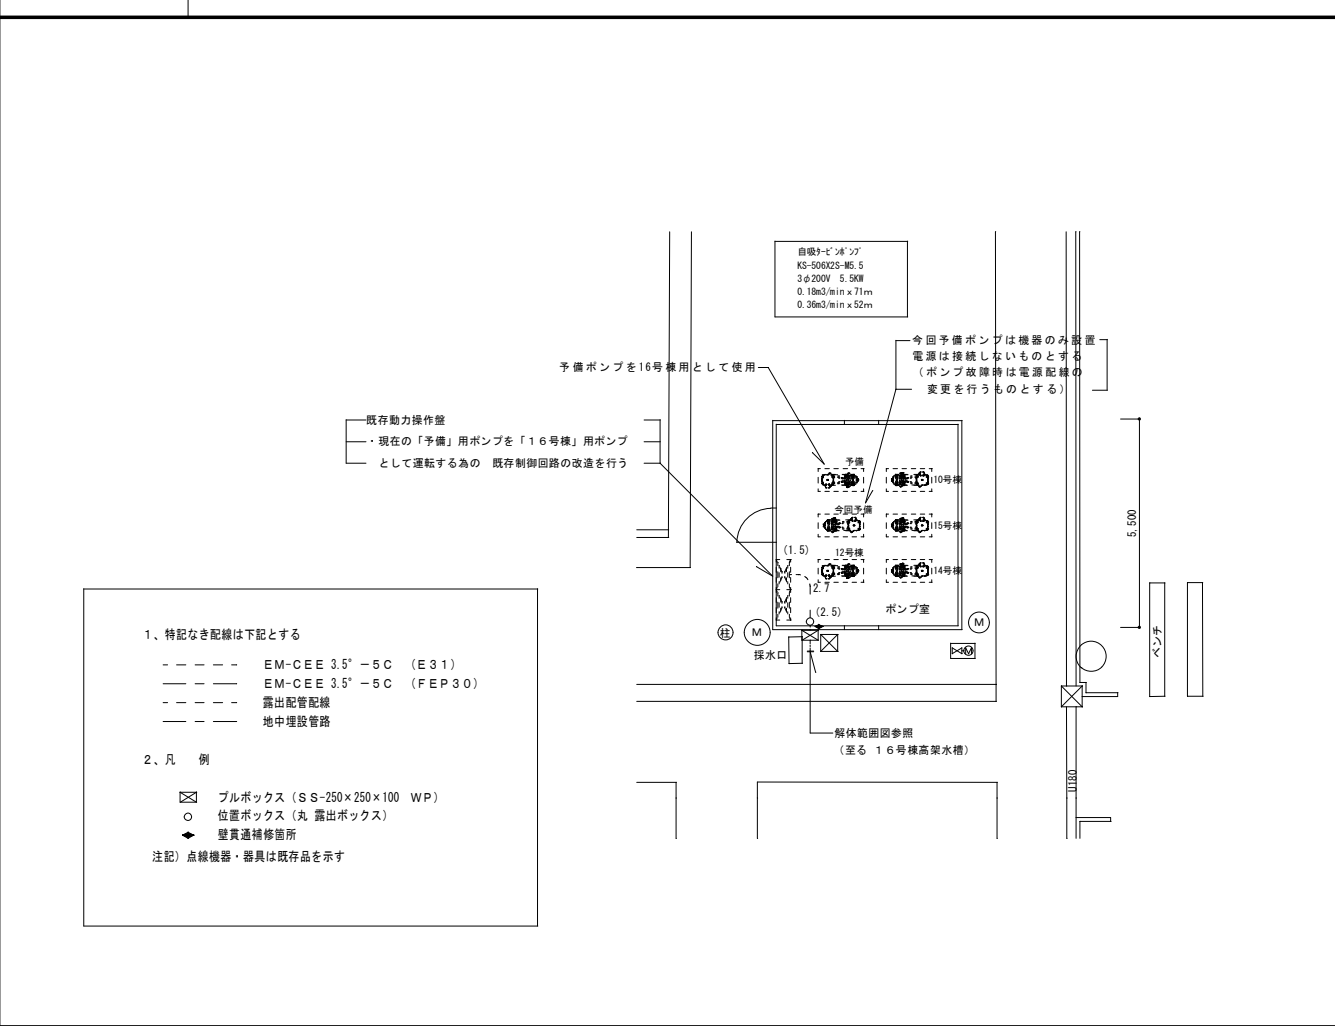 自吸ﾀｰﾋﾞﾝﾎﾟﾝﾌﾟ
KS-506X2S-M5.5
3φ200V 5.5KW
0.18m3/min x 71m
0.36m3/min x 52m
今回予備ポンプは機器のみ設置
電源は接続しないものとする
（ポンプ故障時は電源配線の
変更を行うものとする）
予備ポンプを16号棟用として使用
既存動力操作盤
・現在の「予備」用ポンプを「１６号棟」用ポンプ
として運転する為の　既存制御回路の改造を行う
予備
10号棟
今回予備
15号棟
(1.5)
12号棟
14号棟
2.7
(2.5)
ポンプ室
5,500
柱
M
M
採水口
M
ベンチ
解体範囲図参照
（至る １６号棟高架水槽）
U180
1、特記なき配線は下記とする
EM-CEE 3.5°－5C （E31）
EM-CEE 3.5°－5C （FEP30）
露出配管配線
地中埋設管路
2、凡　例
プルボックス（ＳＳ-250×250×100　ＷＰ）
位置ボックス（丸 露出ボックス）
壁貫通補修箇所
注記）点線機器・器具は既存品を示す